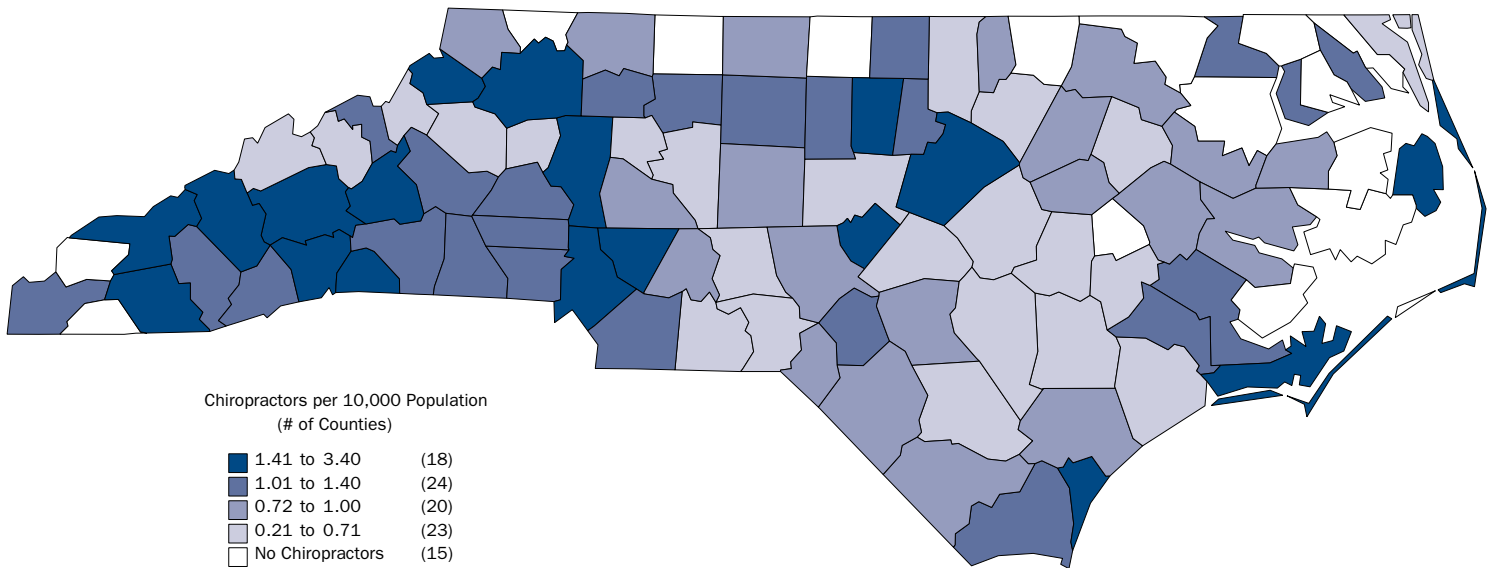 Chiropractors per 10,000 Population
(# of Counties)
1.41 to 3.40 (18)
1.01 to 1.40 (24)
0.72 to 1.00 (20)
0.21 to 0.71 (23)
No Chiropractors (15)